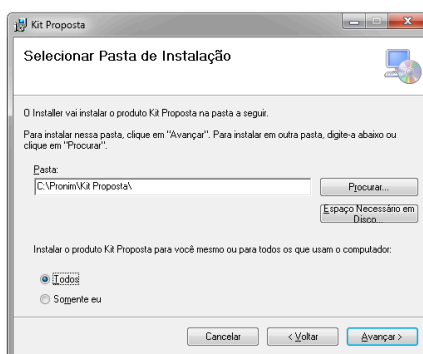 Kit Proposta
Selecionar Pasta de Instalação
O Installer vai instalar o produto Kit Proposta na pasta a seguir.
Para instalar nessa pasta, clique em "Avançar". Para instalar em outra pasta, digite-a abaixo ou
clique em "Procurar".
Pasta:
C:\Pronim\Kit Proposta\
Procurar...
Espaço Necessário em
Disco...
Instalar o produto Kit Proposta para você mesmo ou para todos os que usam o computador:
Todos
Somente eu
Cancelar
< Voltar
Avançar >